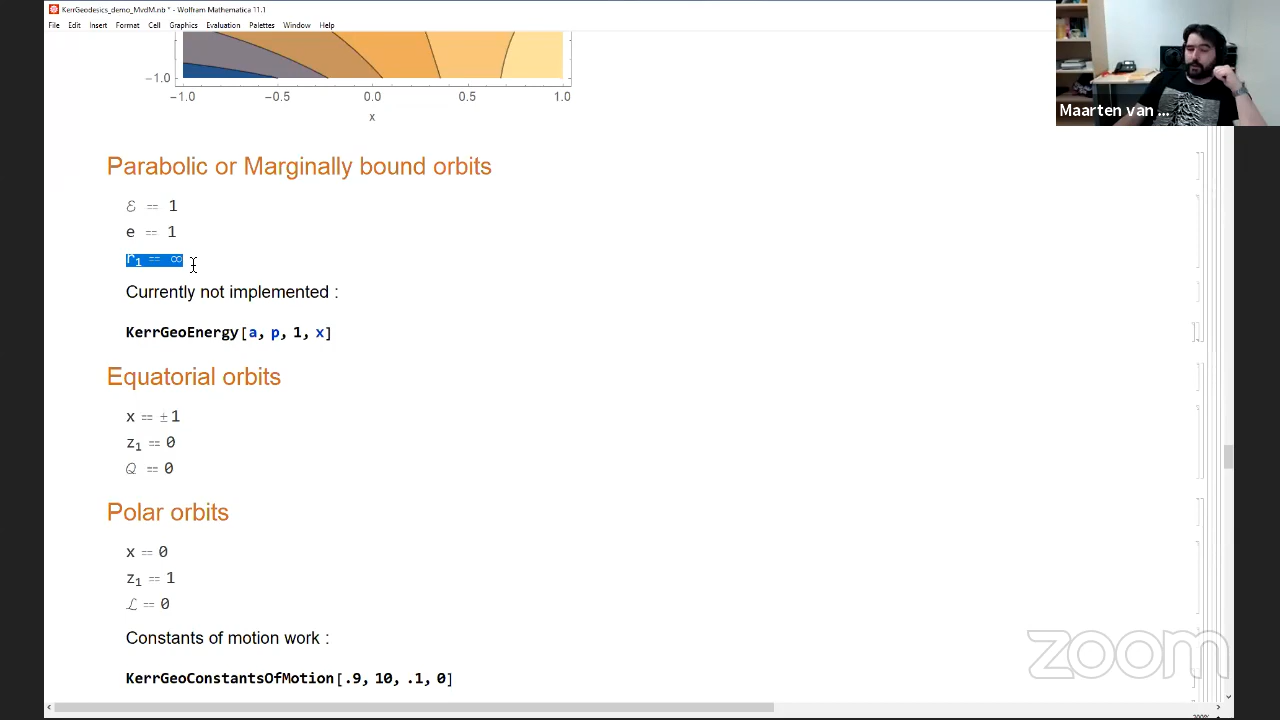 KerrGeodesics_demo_MvdM.nb * - Wolfram Mathematica 11.1
File Edit Insert Format Cell Graphics Evaluation Palettes Window Help
-1.0
-1.0 -0.5 0.0 0.5 1.0
x
Maarten van ...
Parabolic or Marginally bound orbits
ℰ == 1
e == 1
r₁ == ∞
Currently not implemented :
KerrGeoEnergy[a, p, 1, x]
Equatorial orbits
x == ±1
z₁ == 0
𝒬 == 0
Polar orbits
x == 0
z₁ == 1
ℒ == 0
Constants of motion work :
KerrGeoConstantsOfMotion[.9, 10, .1, 0]
zoom
200%